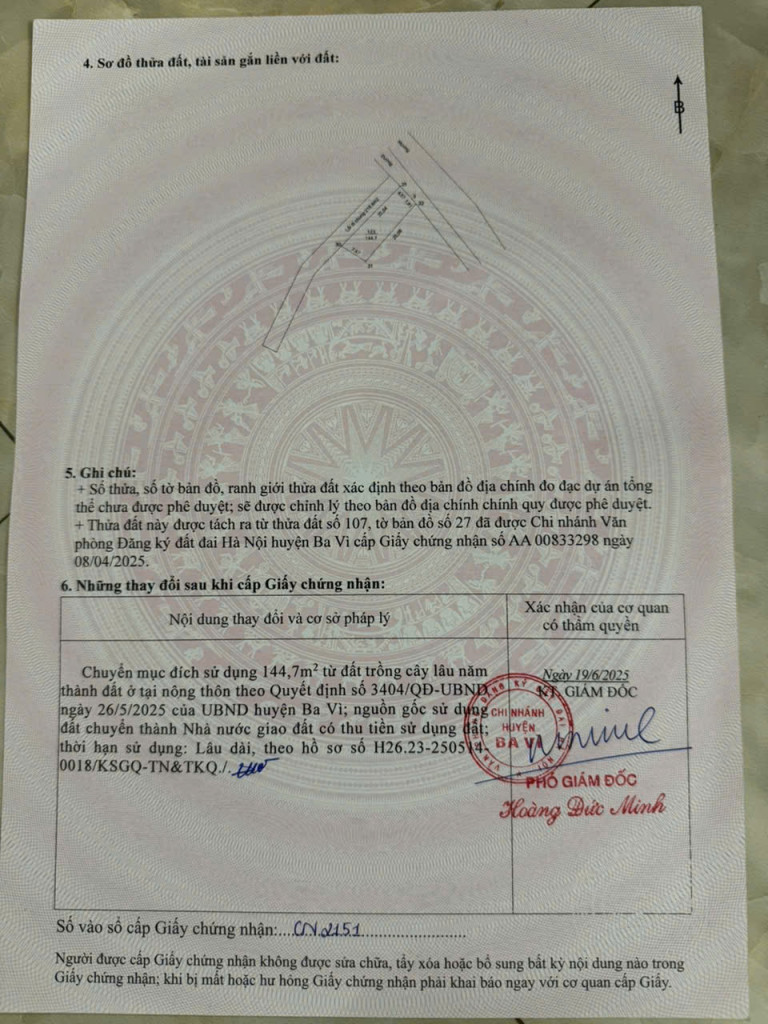 4. Sơ đồ thửa đất, tài sản gắn liền với đất:
B
5. Ghi chú:
+ Số thửa, số tờ bản đồ, ranh giới thửa đất xác định theo bản đồ địa chính đo đạc dự án tổng
thể chưa được phê duyệt; sẽ được chỉnh lý theo bản đồ địa chính chính quy được phê duyệt.
+ Thửa đất này được tách ra từ thửa đất số 107, tờ bản đồ số 27 đã được Chi nhánh Văn
phòng Đăng ký đất đai Hà Nội huyện Ba Vì cấp Giấy chứng nhận số AA 00833298 ngày
08/04/2025.
6. Những thay đổi sau khi cấp Giấy chứng nhận:
Nội dung thay đổi và cơ sở pháp lý
Xác nhận của cơ quan
có thẩm quyền
Chuyển mục đích sử dụng 144,7m² từ đất trồng cây lâu năm
thành đất ở tại nông thôn theo Quyết định số 3404/QĐ-UBND
ngày 26/5/2025 của UBND huyện Ba Vì; nguồn gốc sử dụng
đất chuyển thành Nhà nước giao đất có thu tiền sử dụng đất;
thời hạn sử dụng: Lâu dài, theo hồ sơ số H26.23-250514-
0018/KSGQ-TN&TKQ./.
Ngày 19/6/2025
KT. GIÁM ĐỐC
CHI NHÁNH
HUYỆN
BA VÌ
PHÓ GIÁM ĐỐC
Hoàng Đức Minh
Số vào sổ cấp Giấy chứng nhận:....CN.2151........................
Người được cấp Giấy chứng nhận không được sửa chữa, tẩy xóa hoặc bổ sung bất kỳ nội dung nào trong
Giấy chứng nhận; khi bị mất hoặc hư hỏng Giấy chứng nhận phải khai báo ngay với cơ quan cấp Giấy.